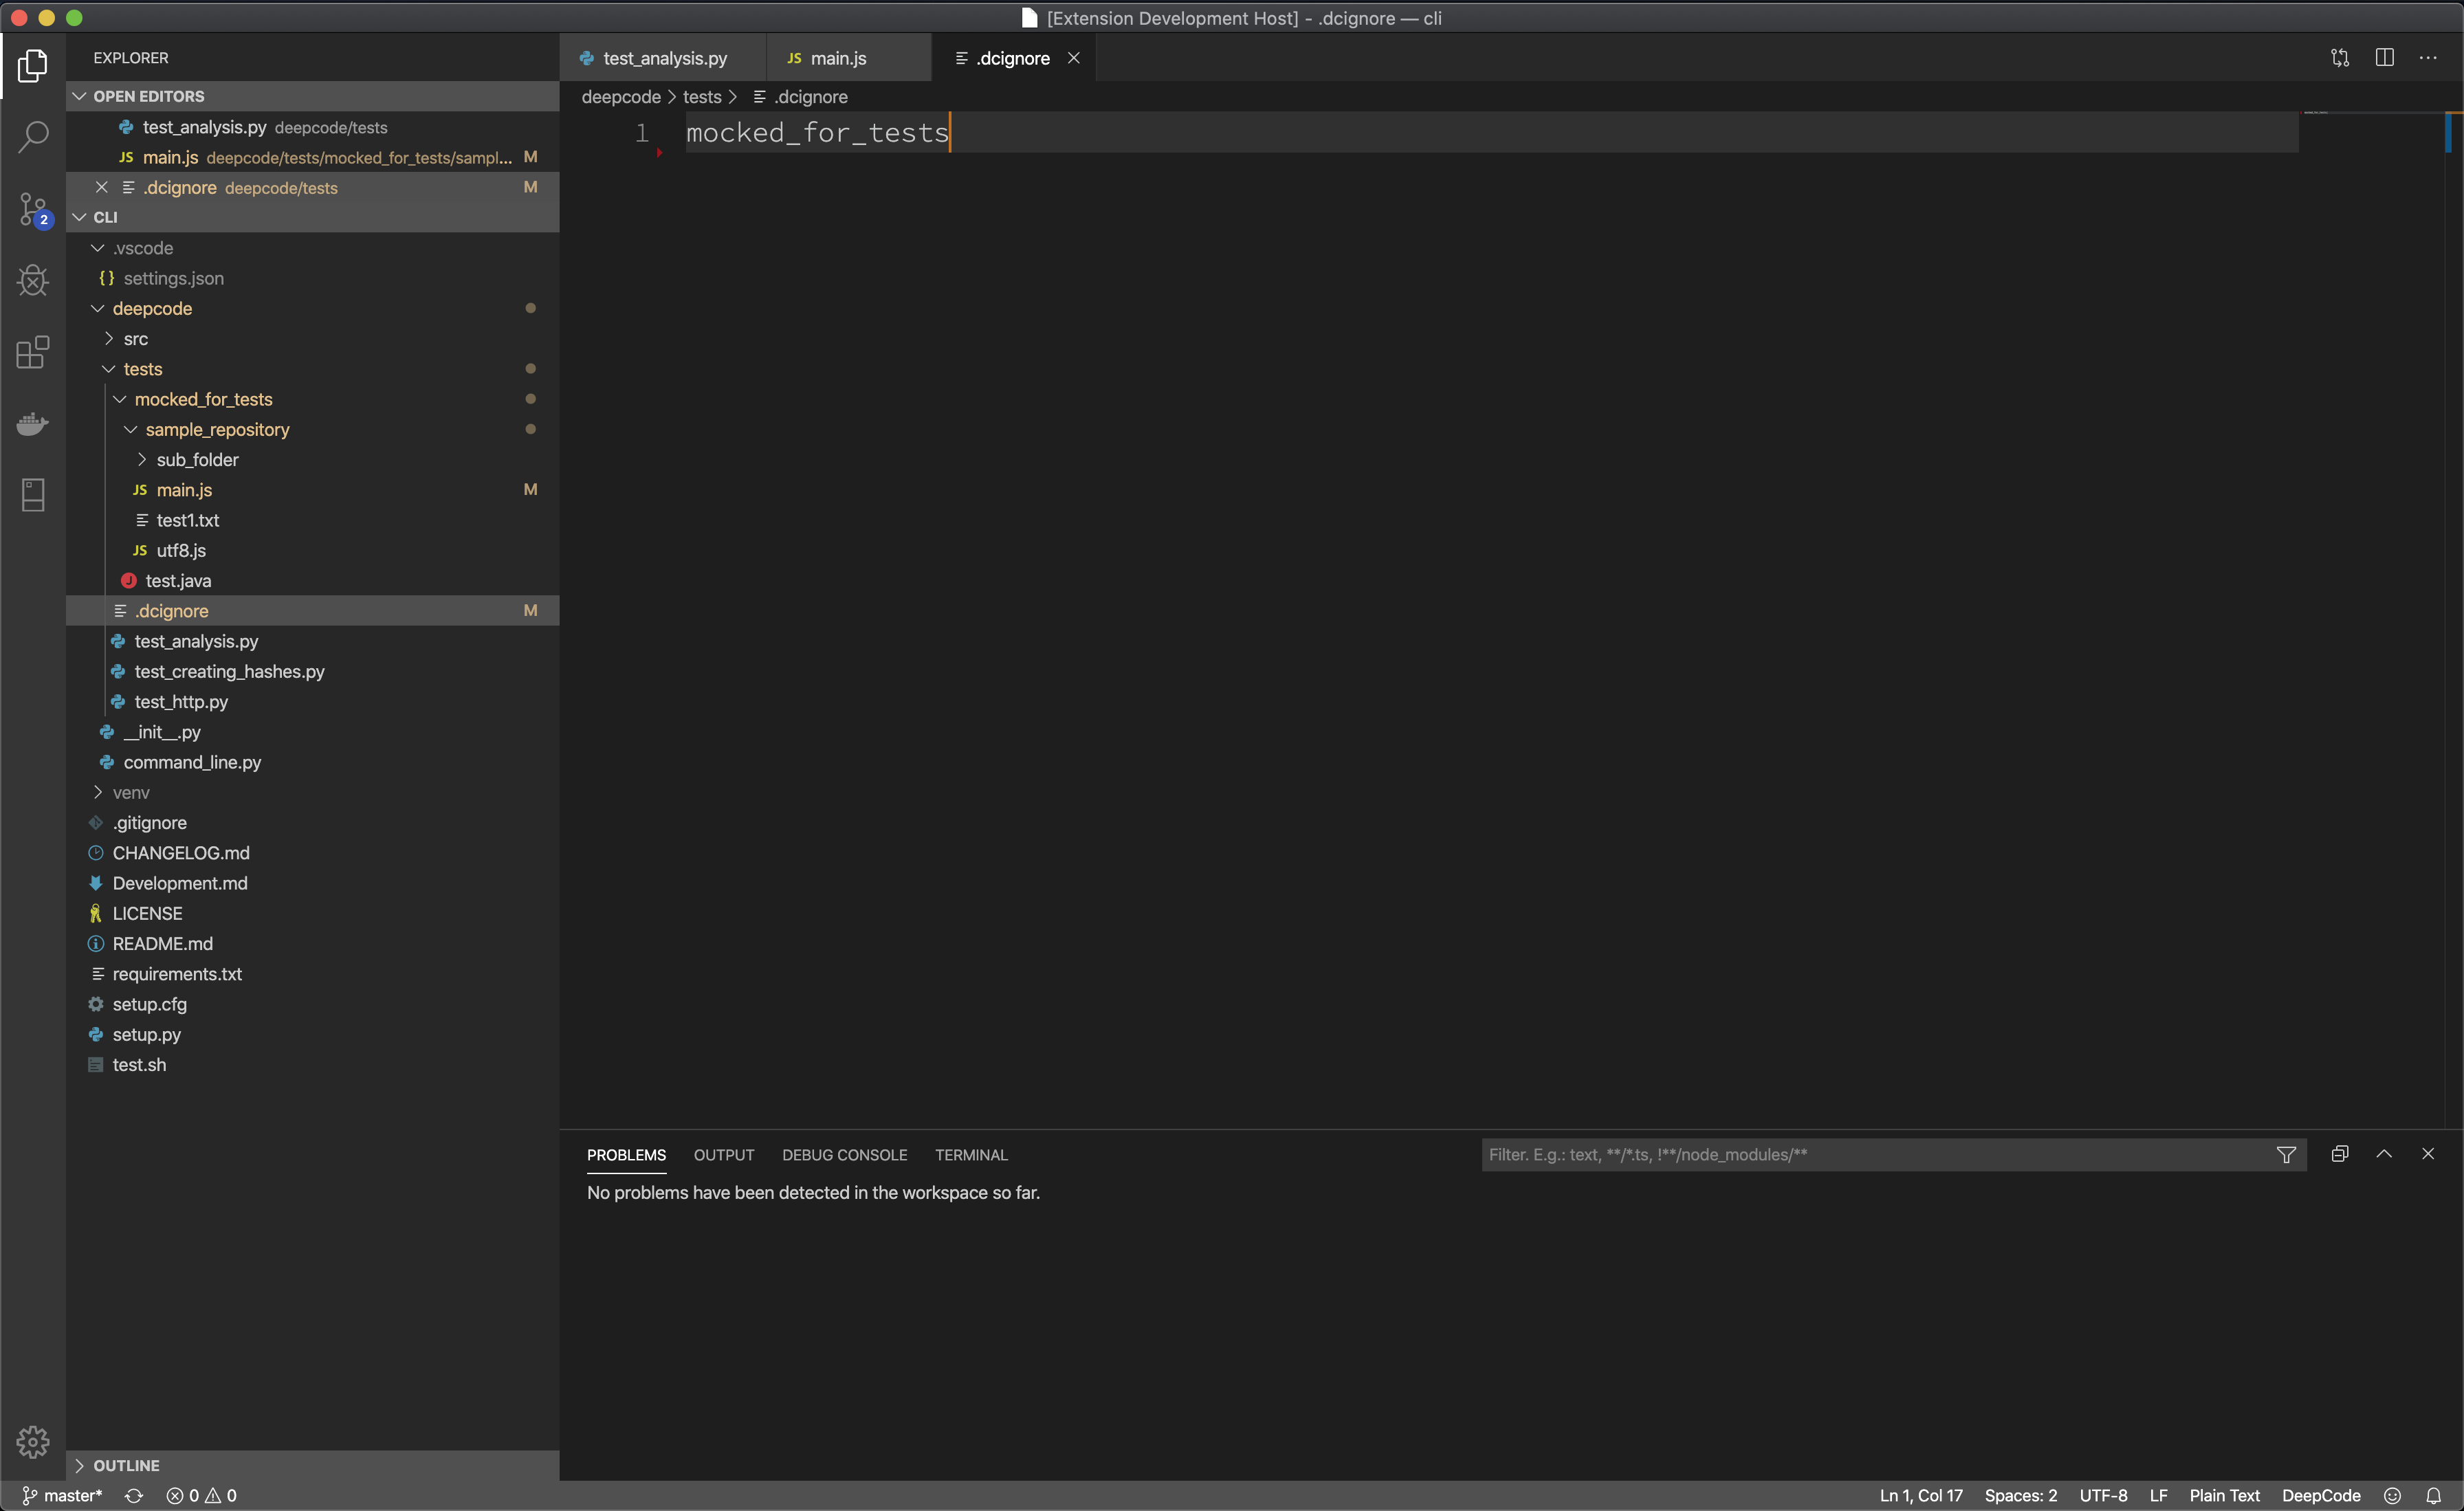 [Extension Development Host] - .dcignore — cli
EXPLORER
OPEN EDITORS
test_analysis.py deepcode/tests
JS main.js deepcode/tests/mocked_for_tests/sampl... M
.dcignore deepcode/tests M
2
CLI
.vscode
{} settings.json
deepcode
src
tests
mocked_for_tests
sample_repository
sub_folder
JS main.js M
test1.txt
JS utf8.js
J test.java
.dcignore M
test_analysis.py
test_creating_hashes.py
test_http.py
__init__.py
command_line.py
venv
.gitignore
CHANGELOG.md
Development.md
LICENSE
README.md
requirements.txt
setup.cfg
setup.py
test.sh
OUTLINE
test_analysis.py JS main.js .dcignore
deepcode > tests > .dcignore
1 mocked_for_tests
PROBLEMS OUTPUT DEBUG CONSOLE TERMINAL Filter. E.g.: text, **/*.ts, !**/node_modules/**
No problems have been detected in the workspace so far.
master* 0 0 Ln 1, Col 17 Spaces: 2 UTF-8 LF Plain Text DeepCode